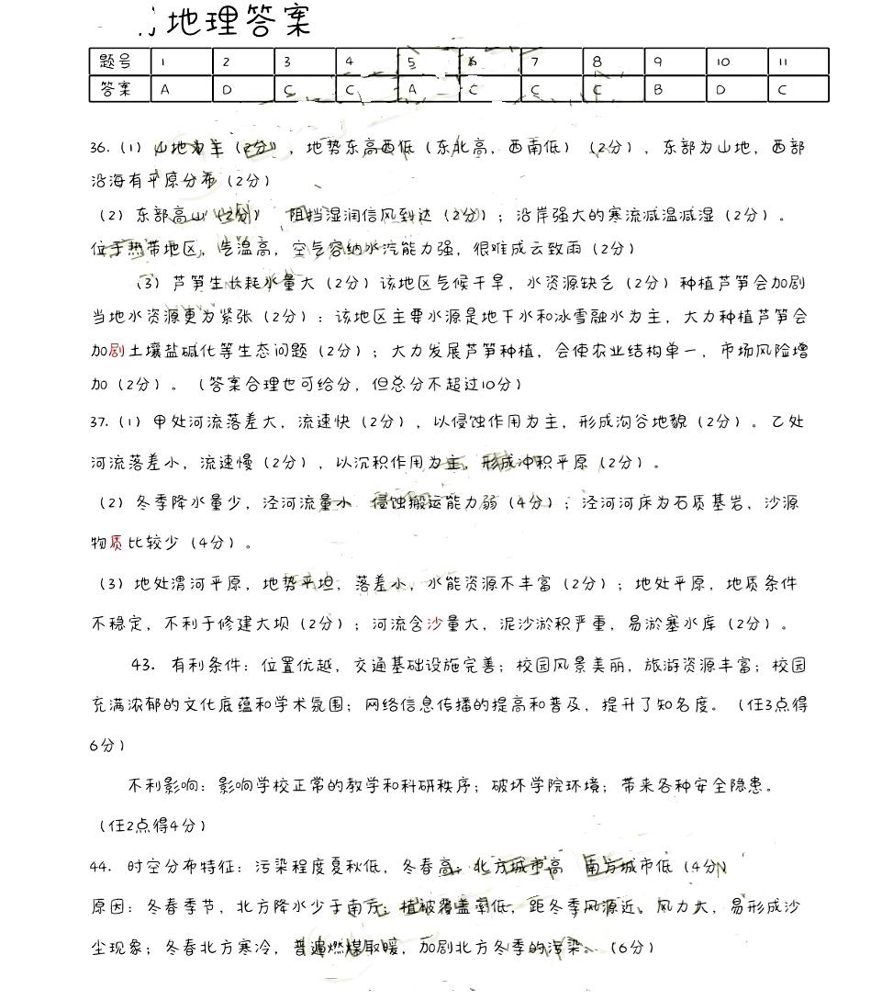 地理答案
题号 1 2 3 4 5 6 7 8 9 10 11
答案 A D C C A C C C B D C
36.（1）山地为主（2分），地势东高西低（东北高，西南低）（2分），东部为山地，西部
沿海有平原分布（2分）
（2）东部高山（2分） 阻挡湿润信风到达（2分）；沿岸强大的寒流减温减湿（2分）。
位于热带地区，气温高，空气容纳水汽能力强，很难成云致雨（2分）
（3）芦笋生长耗水量大（2分）该地区气候干旱，水资源缺乏（2分）种植芦笋会加剧
当地水资源更为紧张（2分）：该地区主要水源是地下水和冰雪融水为主，大力种植芦笋会
加剧土壤盐碱化等生态问题（2分）；大力发展芦笋种植，会使农业结构单一，市场风险增
加（2分）。（答案合理也可给分，但总分不超过10分）
37.（1）甲处河流落差大，流速快（2分），以侵蚀作用为主，形成沟谷地貌（2分）。乙处
河流落差小，流速慢（2分），以沉积作用为主，形成冲积平原（2分）。
（2）冬季降水量少，泾河流量小 侵蚀搬运能力弱（4分）；泾河河床为石质基岩，沙源
物质比较少（4分）。
（3）地处渭河平原，地势平坦，落差小，水能资源不丰富（2分）；地处平原，地质条件
不稳定，不利于修建大坝（2分）；河流含沙量大，泥沙淤积严重，易淤塞水库（2分）。
43. 有利条件：位置优越，交通基础设施完善；校园风景美丽，旅游资源丰富；校园
充满浓郁的文化底蕴和学术氛围；网络信息传播的提高和普及，提升了知名度。（任3点得
6分）
不利影响：影响学校正常的教学和科研秩序；破坏学院环境；带来各种安全隐患。
（任2点得4分）
44. 时空分布特征：污染程度夏秋低，冬春高；北方城市高 南方城市低（4分）
原因：冬春季节，北方降水少于南方；植被覆盖率低，距冬季风源近，风力大，易形成沙
尘现象；冬春北方寒冷，普遍燃煤取暖，加剧北方冬季的污染。（6分）